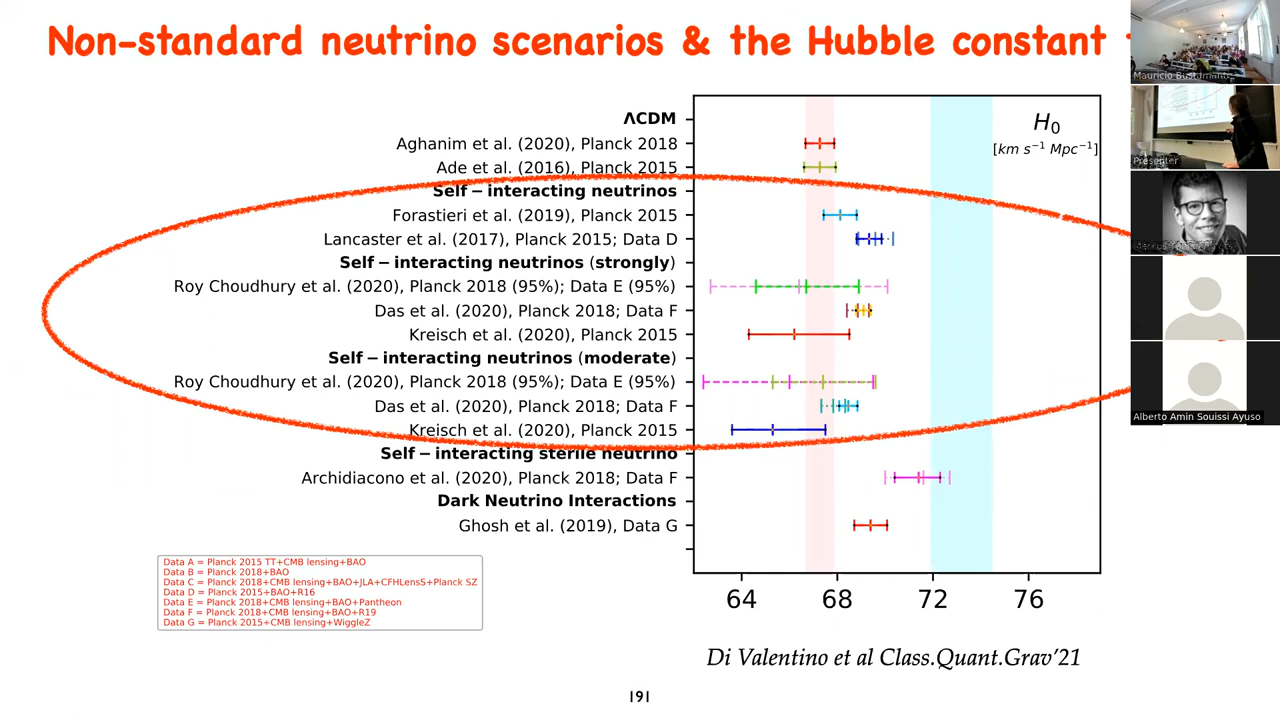 Non-standard neutrino scenarios & the Hubble constant
ΛCDM
Aghanim et al. (2020), Planck 2018
Ade et al. (2016), Planck 2015
Self − interacting neutrinos
Forastieri et al. (2019), Planck 2015
Lancaster et al. (2017), Planck 2015; Data D
Self − interacting neutrinos (strongly)
Roy Choudhury et al. (2020), Planck 2018 (95%); Data E (95%)
Das et al. (2020), Planck 2018; Data F
Kreisch et al. (2020), Planck 2015
Self − interacting neutrinos (moderate)
Roy Choudhury et al. (2020), Planck 2018 (95%); Data E (95%)
Das et al. (2020), Planck 2018; Data F
Kreisch et al. (2020), Planck 2015
Self − interacting sterile neutrino
Archidiacono et al. (2020), Planck 2018; Data F
Dark Neutrino Interactions
Ghosh et al. (2019), Data G
H₀
[km s⁻¹ Mpc⁻¹]
64 68 72 76
Data A = Planck 2015 TT+CMB lensing+BAO
Data B = Planck 2018+BAO
Data C = Planck 2018+CMB lensing+BAO+JLA+CFHLenS+Planck SZ
Data D = Planck 2015+BAO+R16
Data E = Planck 2018+CMB lensing+BAO+Pantheon
Data F = Planck 2018+CMB lensing+BAO+R19
Data G = Planck 2015+CMB lensing+WiggleZ
Di Valentino et al Class.Quant.Grav'21
191
Mauricio Bustamante
Presenter
Alberto Amin Souissi Ayuso